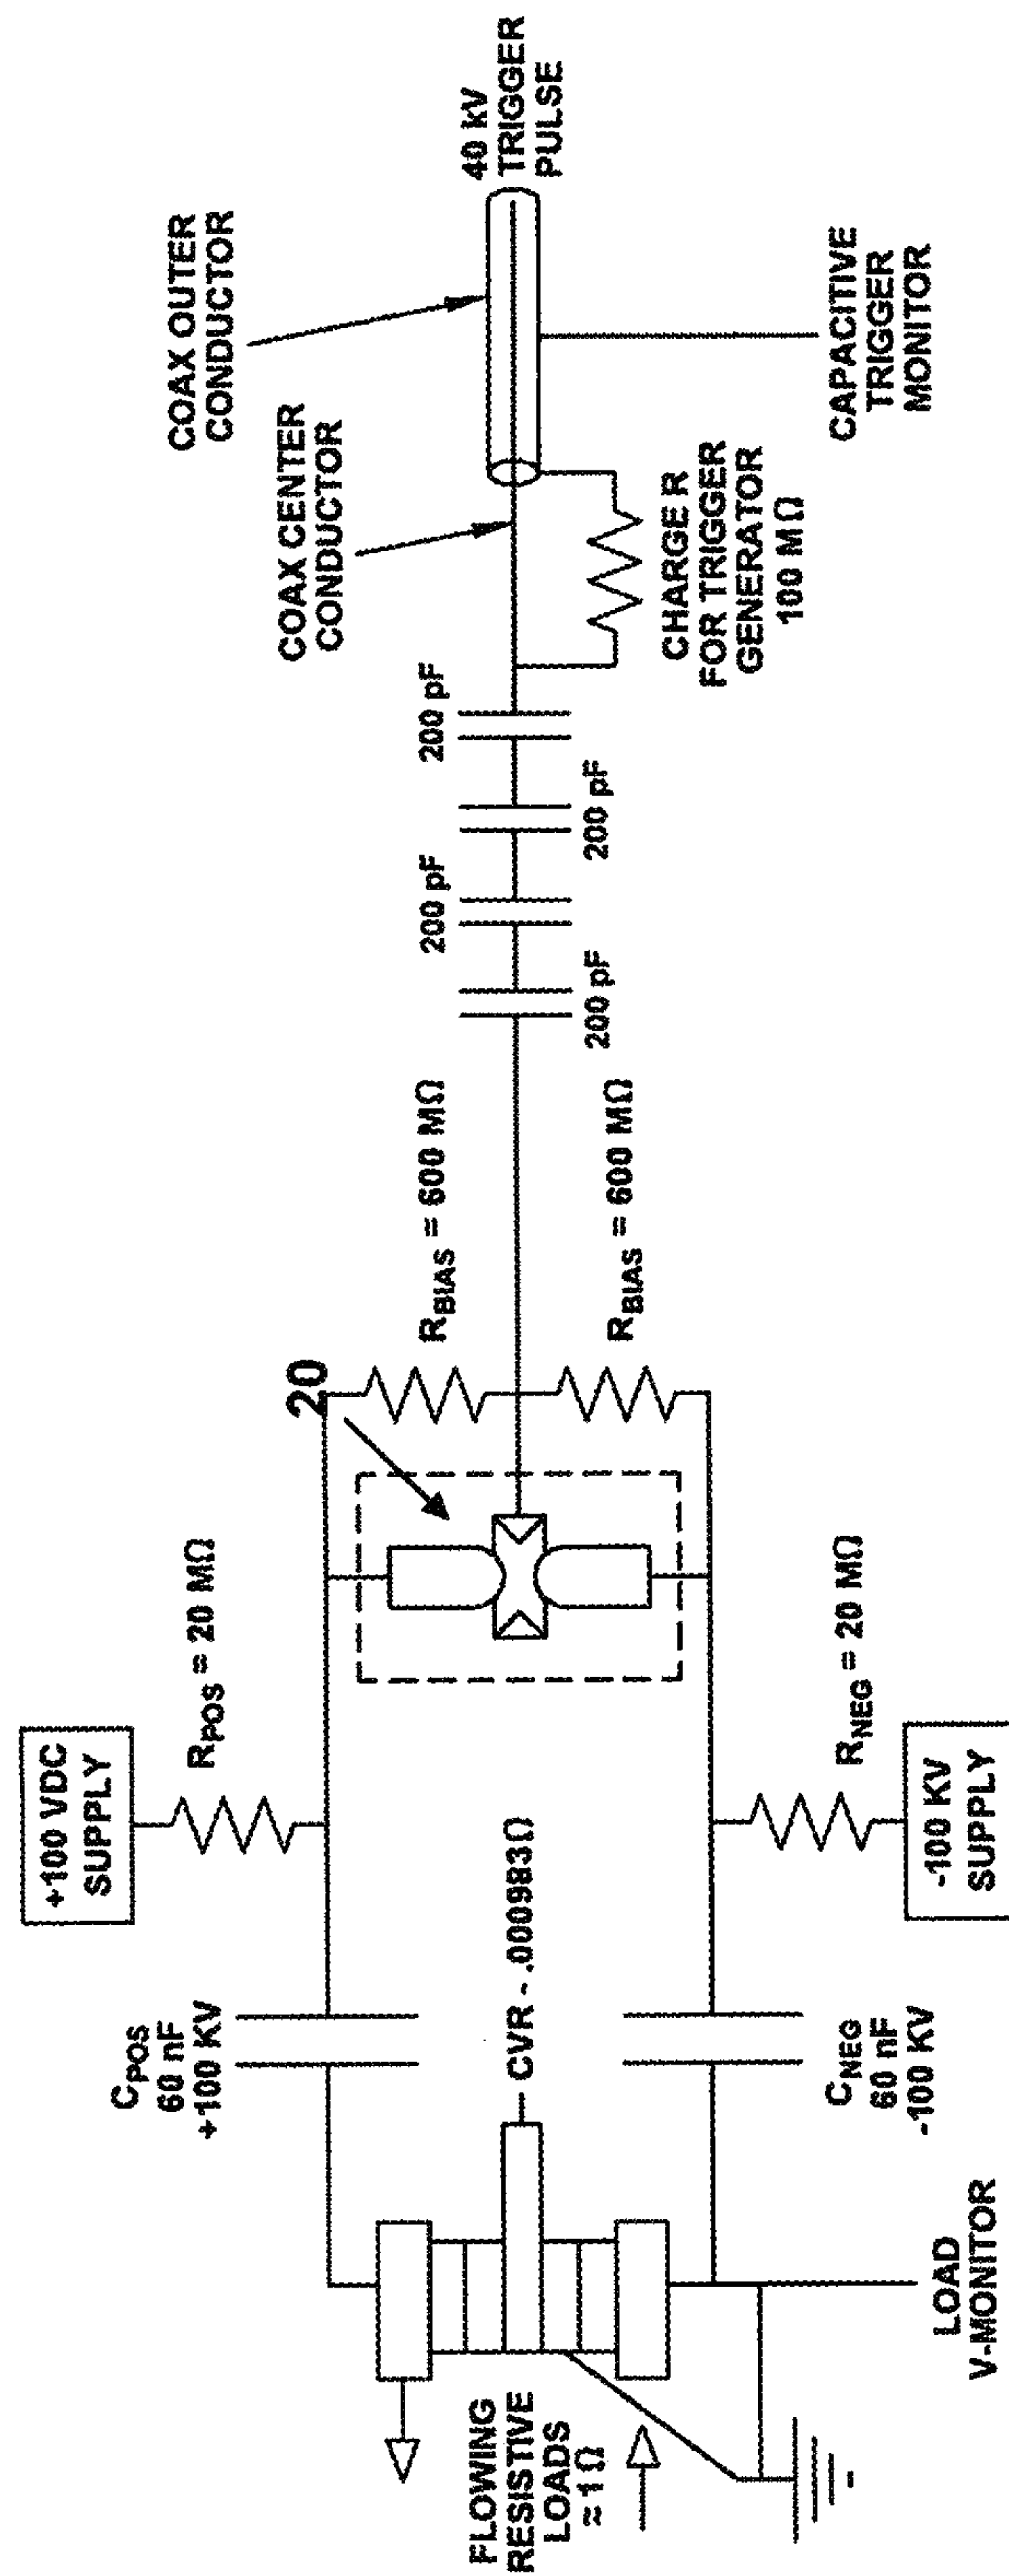 +100 VDC
SUPPLY
R_POS = 20 MΩ
C_POS
60 nF
+100 KV
20
R_BIAS = 600 MΩ
R_BIAS = 600 MΩ
200 pF
200 pF
200 pF
200 pF
COAX OUTER
CONDUCTOR
COAX CENTER
CONDUCTOR
40 kV
TRIGGER
PULSE
CHARGE R
FOR TRIGGER
GENERATOR
100 MΩ
CAPACITIVE
TRIGGER
MONITOR
CVR - .000983Ω
FLOWING
RESISTIVE
LOADS
≈ 1 Ω
C_NEG
60 nF
-100 KV
R_NEG = 20 MΩ
-100 KV
SUPPLY
LOAD
V-MONITOR